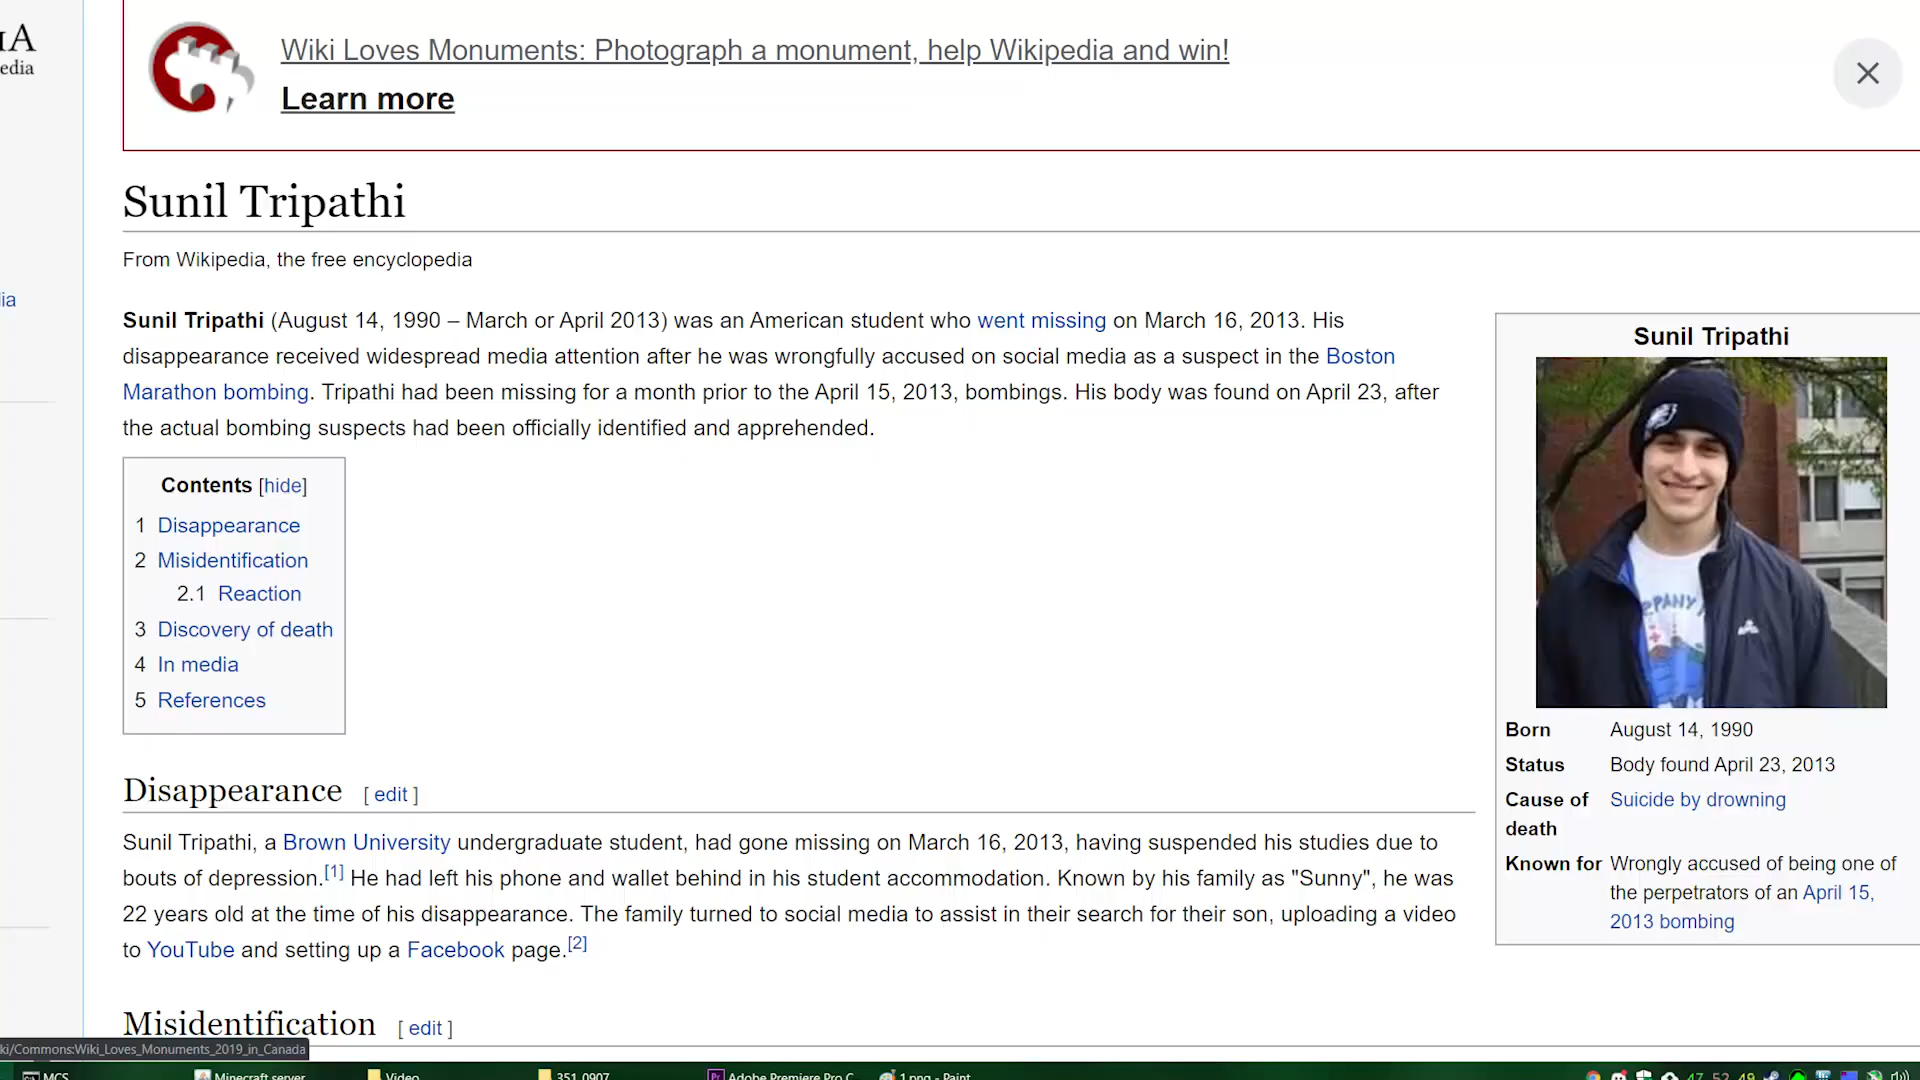 IA
edia
ia
Wiki Loves Monuments: Photograph a monument, help Wikipedia and win!
Learn more
Sunil Tripathi
From Wikipedia, the free encyclopedia
Sunil Tripathi (August 14, 1990 – March or April 2013) was an American student who went missing on March 16, 2013. His
disappearance received widespread media attention after he was wrongfully accused on social media as a suspect in the Boston
Marathon bombing. Tripathi had been missing for a month prior to the April 15, 2013, bombings. His body was found on April 23, after
the actual bombing suspects had been officially identified and apprehended.
Contents [hide]
1 Disappearance
2 Misidentification
2.1 Reaction
3 Discovery of death
4 In media
5 References
Sunil Tripathi
Born August 14, 1990
Status Body found April 23, 2013
Cause of Suicide by drowning
death
Known for Wrongly accused of being one of
the perpetrators of an April 15,
2013 bombing
Disappearance [ edit ]
Sunil Tripathi, a Brown University undergraduate student, had gone missing on March 16, 2013, having suspended his studies due to
bouts of depression.[1] He had left his phone and wallet behind in his student accommodation. Known by his family as "Sunny", he was
22 years old at the time of his disappearance. The family turned to social media to assist in their search for their son, uploading a video
to YouTube and setting up a Facebook page.[2]
Misidentification [ edit ]
ki/Commons:Wiki_Loves_Monuments_2019_in_Canada
MCS
Minecraft server
Video
351_0907
Adobe Premiere Pro C
1.png - Paint
47 52 49